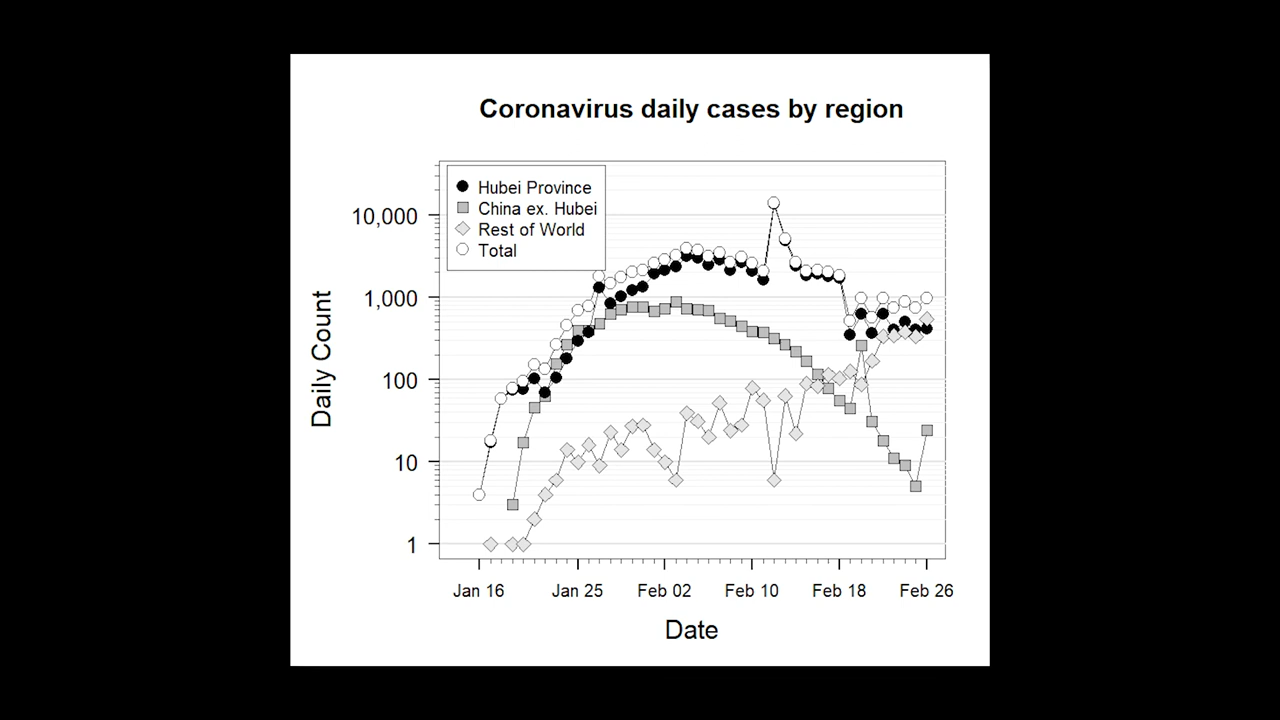 Coronavirus daily cases by region
Hubei Province
China ex. Hubei
Rest of World
Total
10,000
1,000
100
10
1
Daily Count
Jan 16
Jan 25
Feb 02
Feb 10
Feb 18
Feb 26
Date